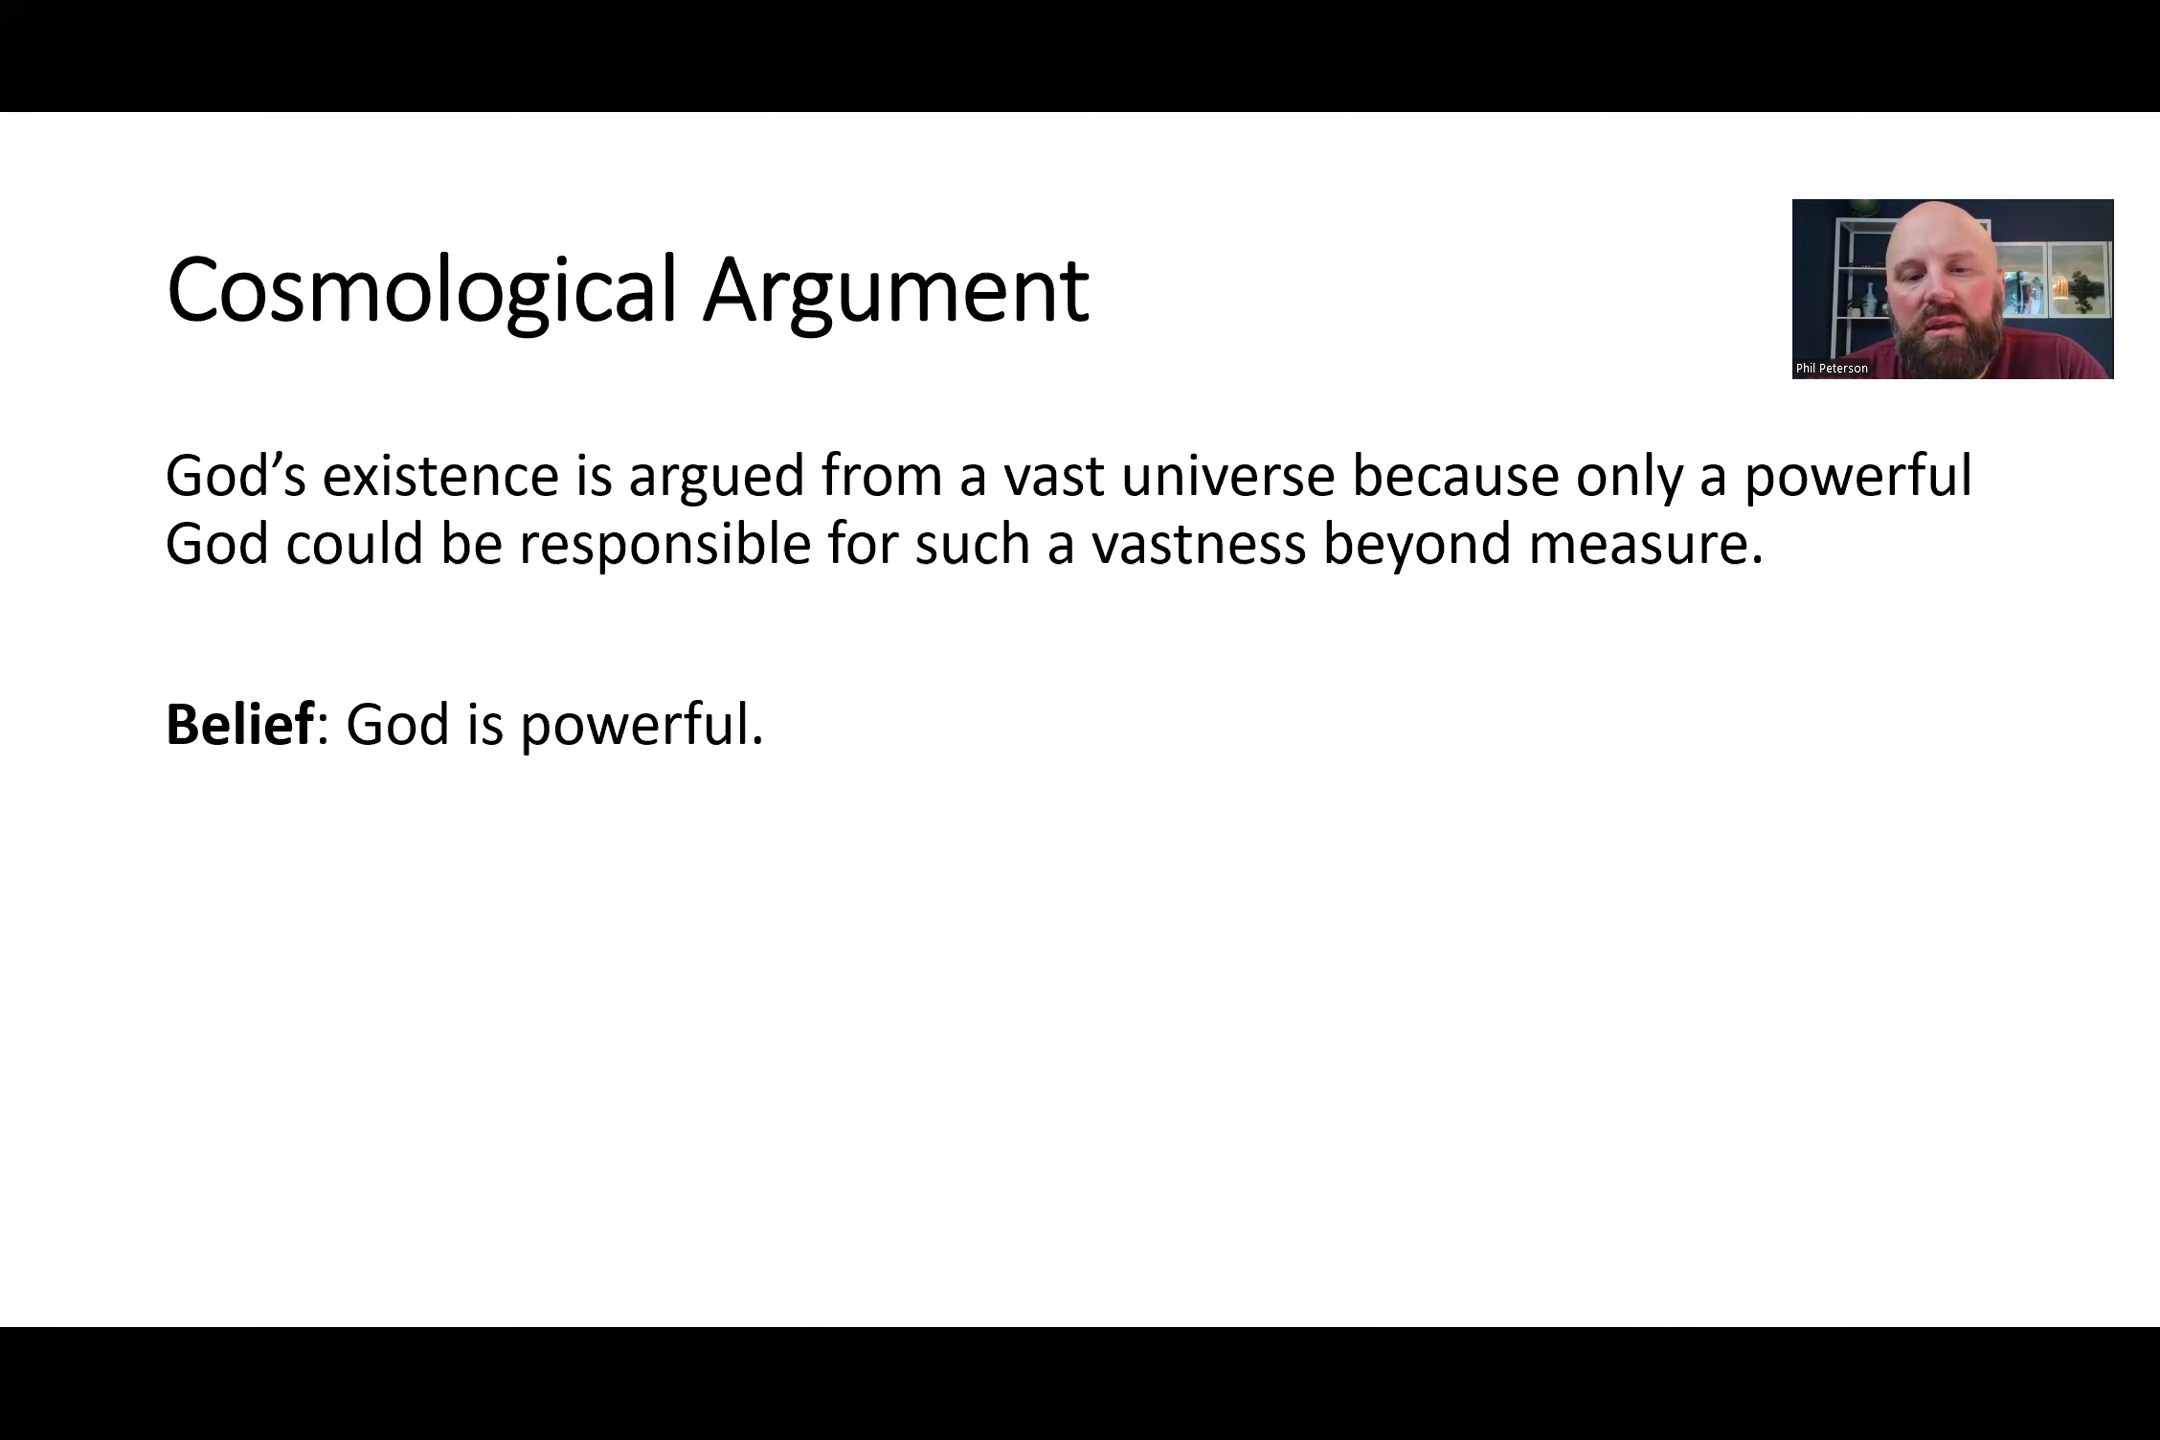 Cosmological Argument
Phil Peterson
God’s existence is argued from a vast universe because only a powerful
God could be responsible for such a vastness beyond measure.
Belief: God is powerful.